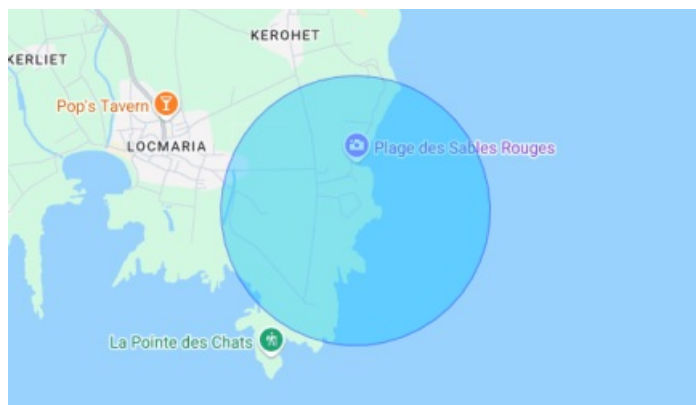 KEROHET
KERLIET
Pop's Tavern
LOCMARIA
Plage des Sables Rouges
La Pointe des Chats